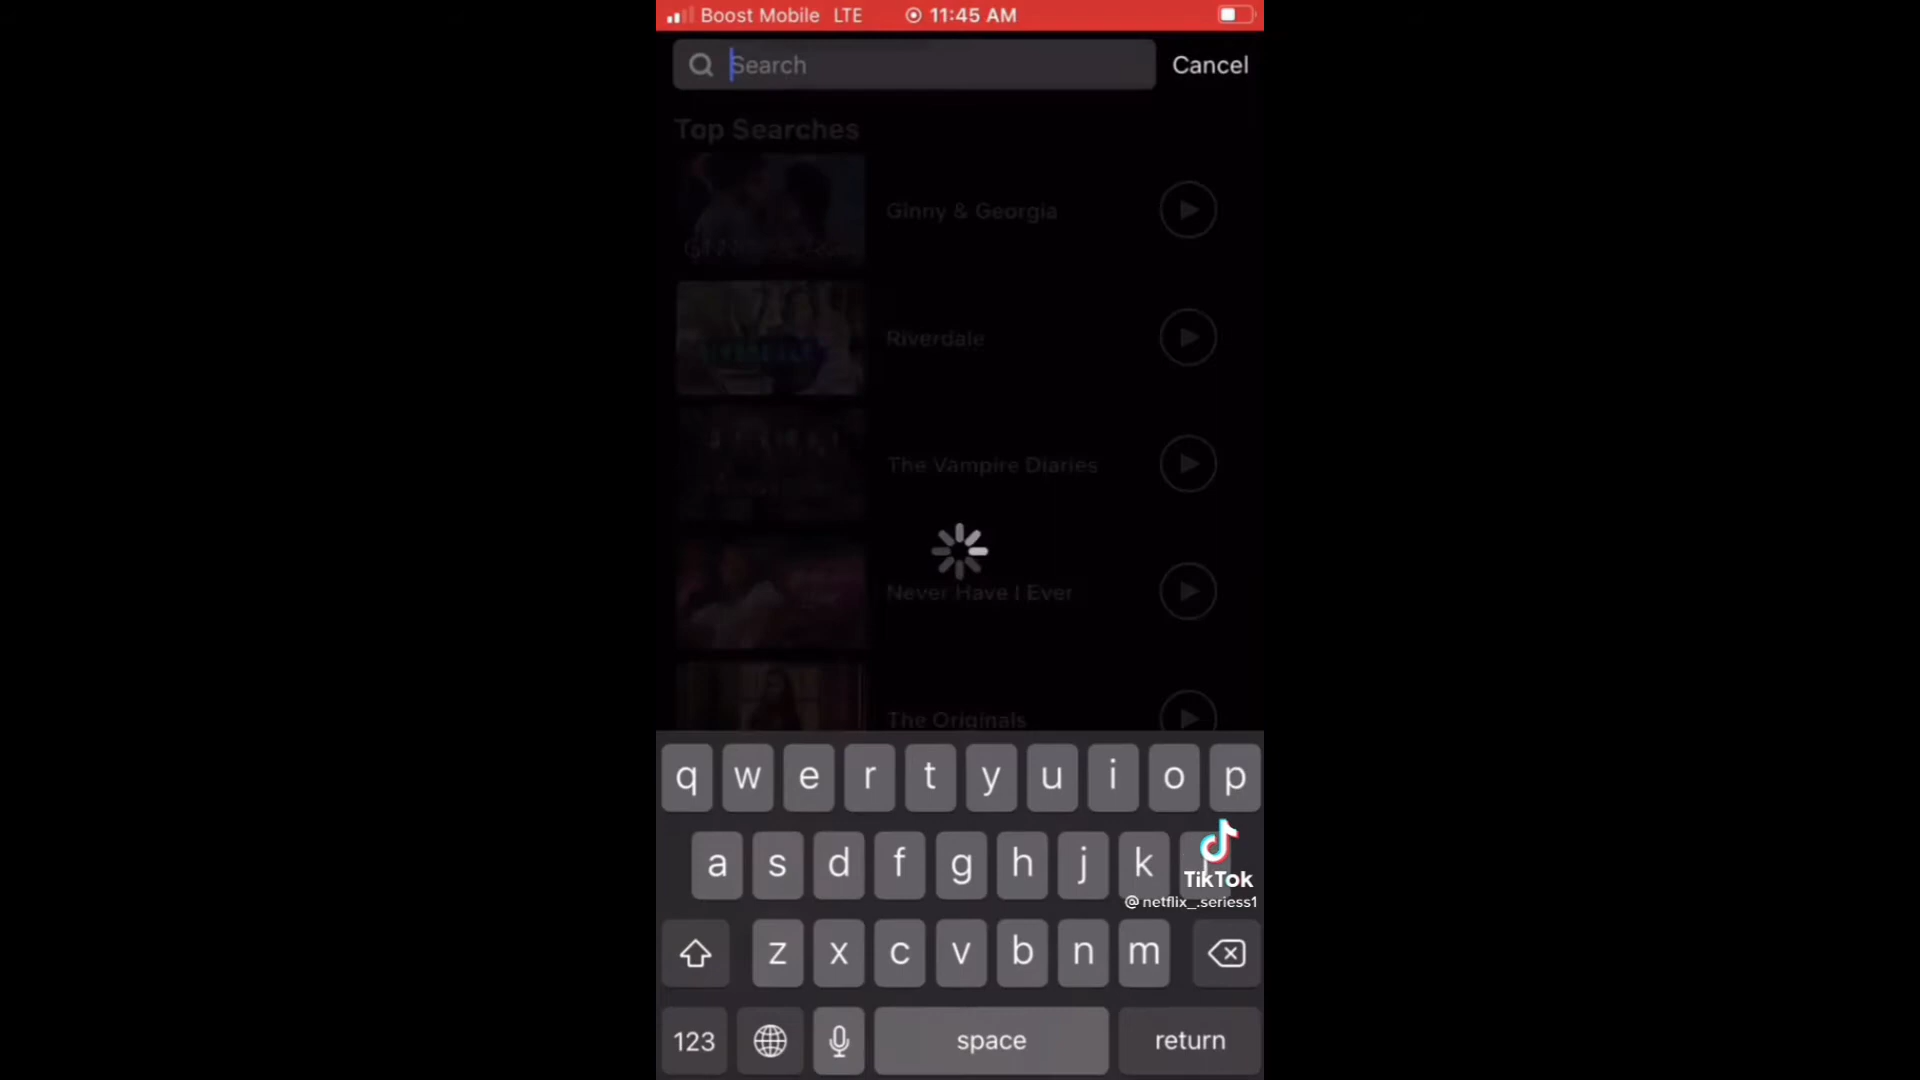 Boost Mobile LTE 11:45 AM
Search
Cancel
Top Searches
Ginny & Georgia
Riverdale
The Vampire Diaries
Never Have I Ever
The Originals
q w e r t y u i o p
a s d f g h j k
TikTok
@netflix_.seriess1
z x c v b n m
123 space return